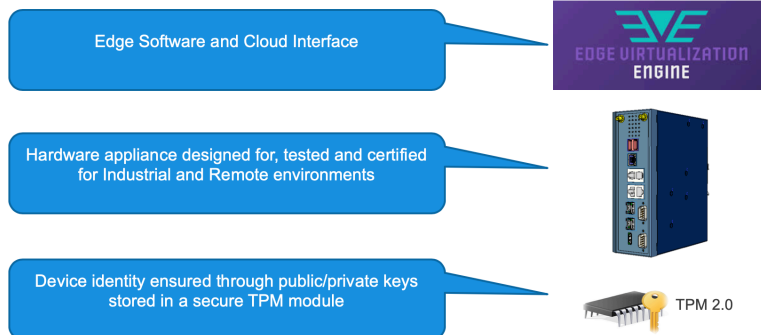 Edge Software and Cloud Interface
EDGE VIRTUALIZATION
ENGINE
Hardware appliance designed for, tested and certified
for Industrial and Remote environments
Device identity ensured through public/private keys
stored in a secure TPM module
TPM 2.0